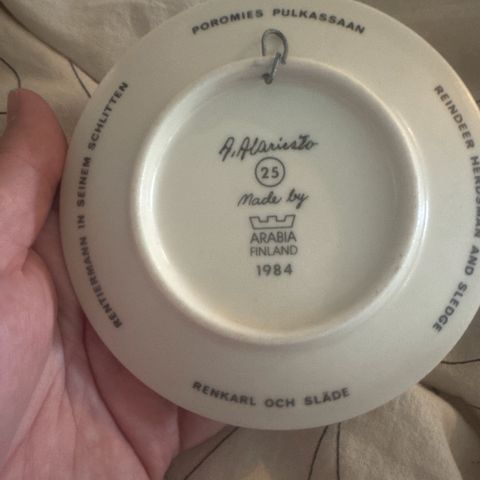 POROMIES PULKASSAAN
REINDEER HERDSMAN AND SLEDGE
RENKARL OCH SLÄDE
RENTIERMANN IN SEINEM SCHLITTEN
A. Alariesto
25
Made by
ARABIA
FINLAND
1984